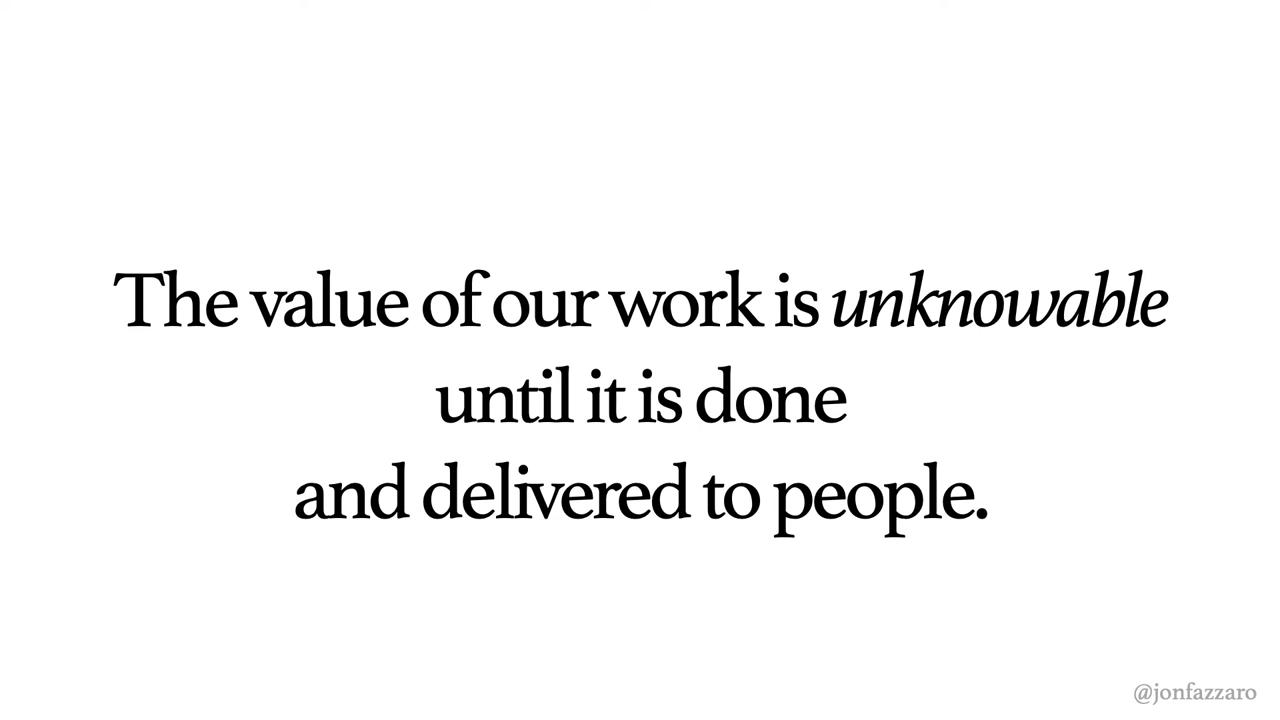 The value of our work is unknowable
until it is done
and delivered to people.
@jonfazzaro